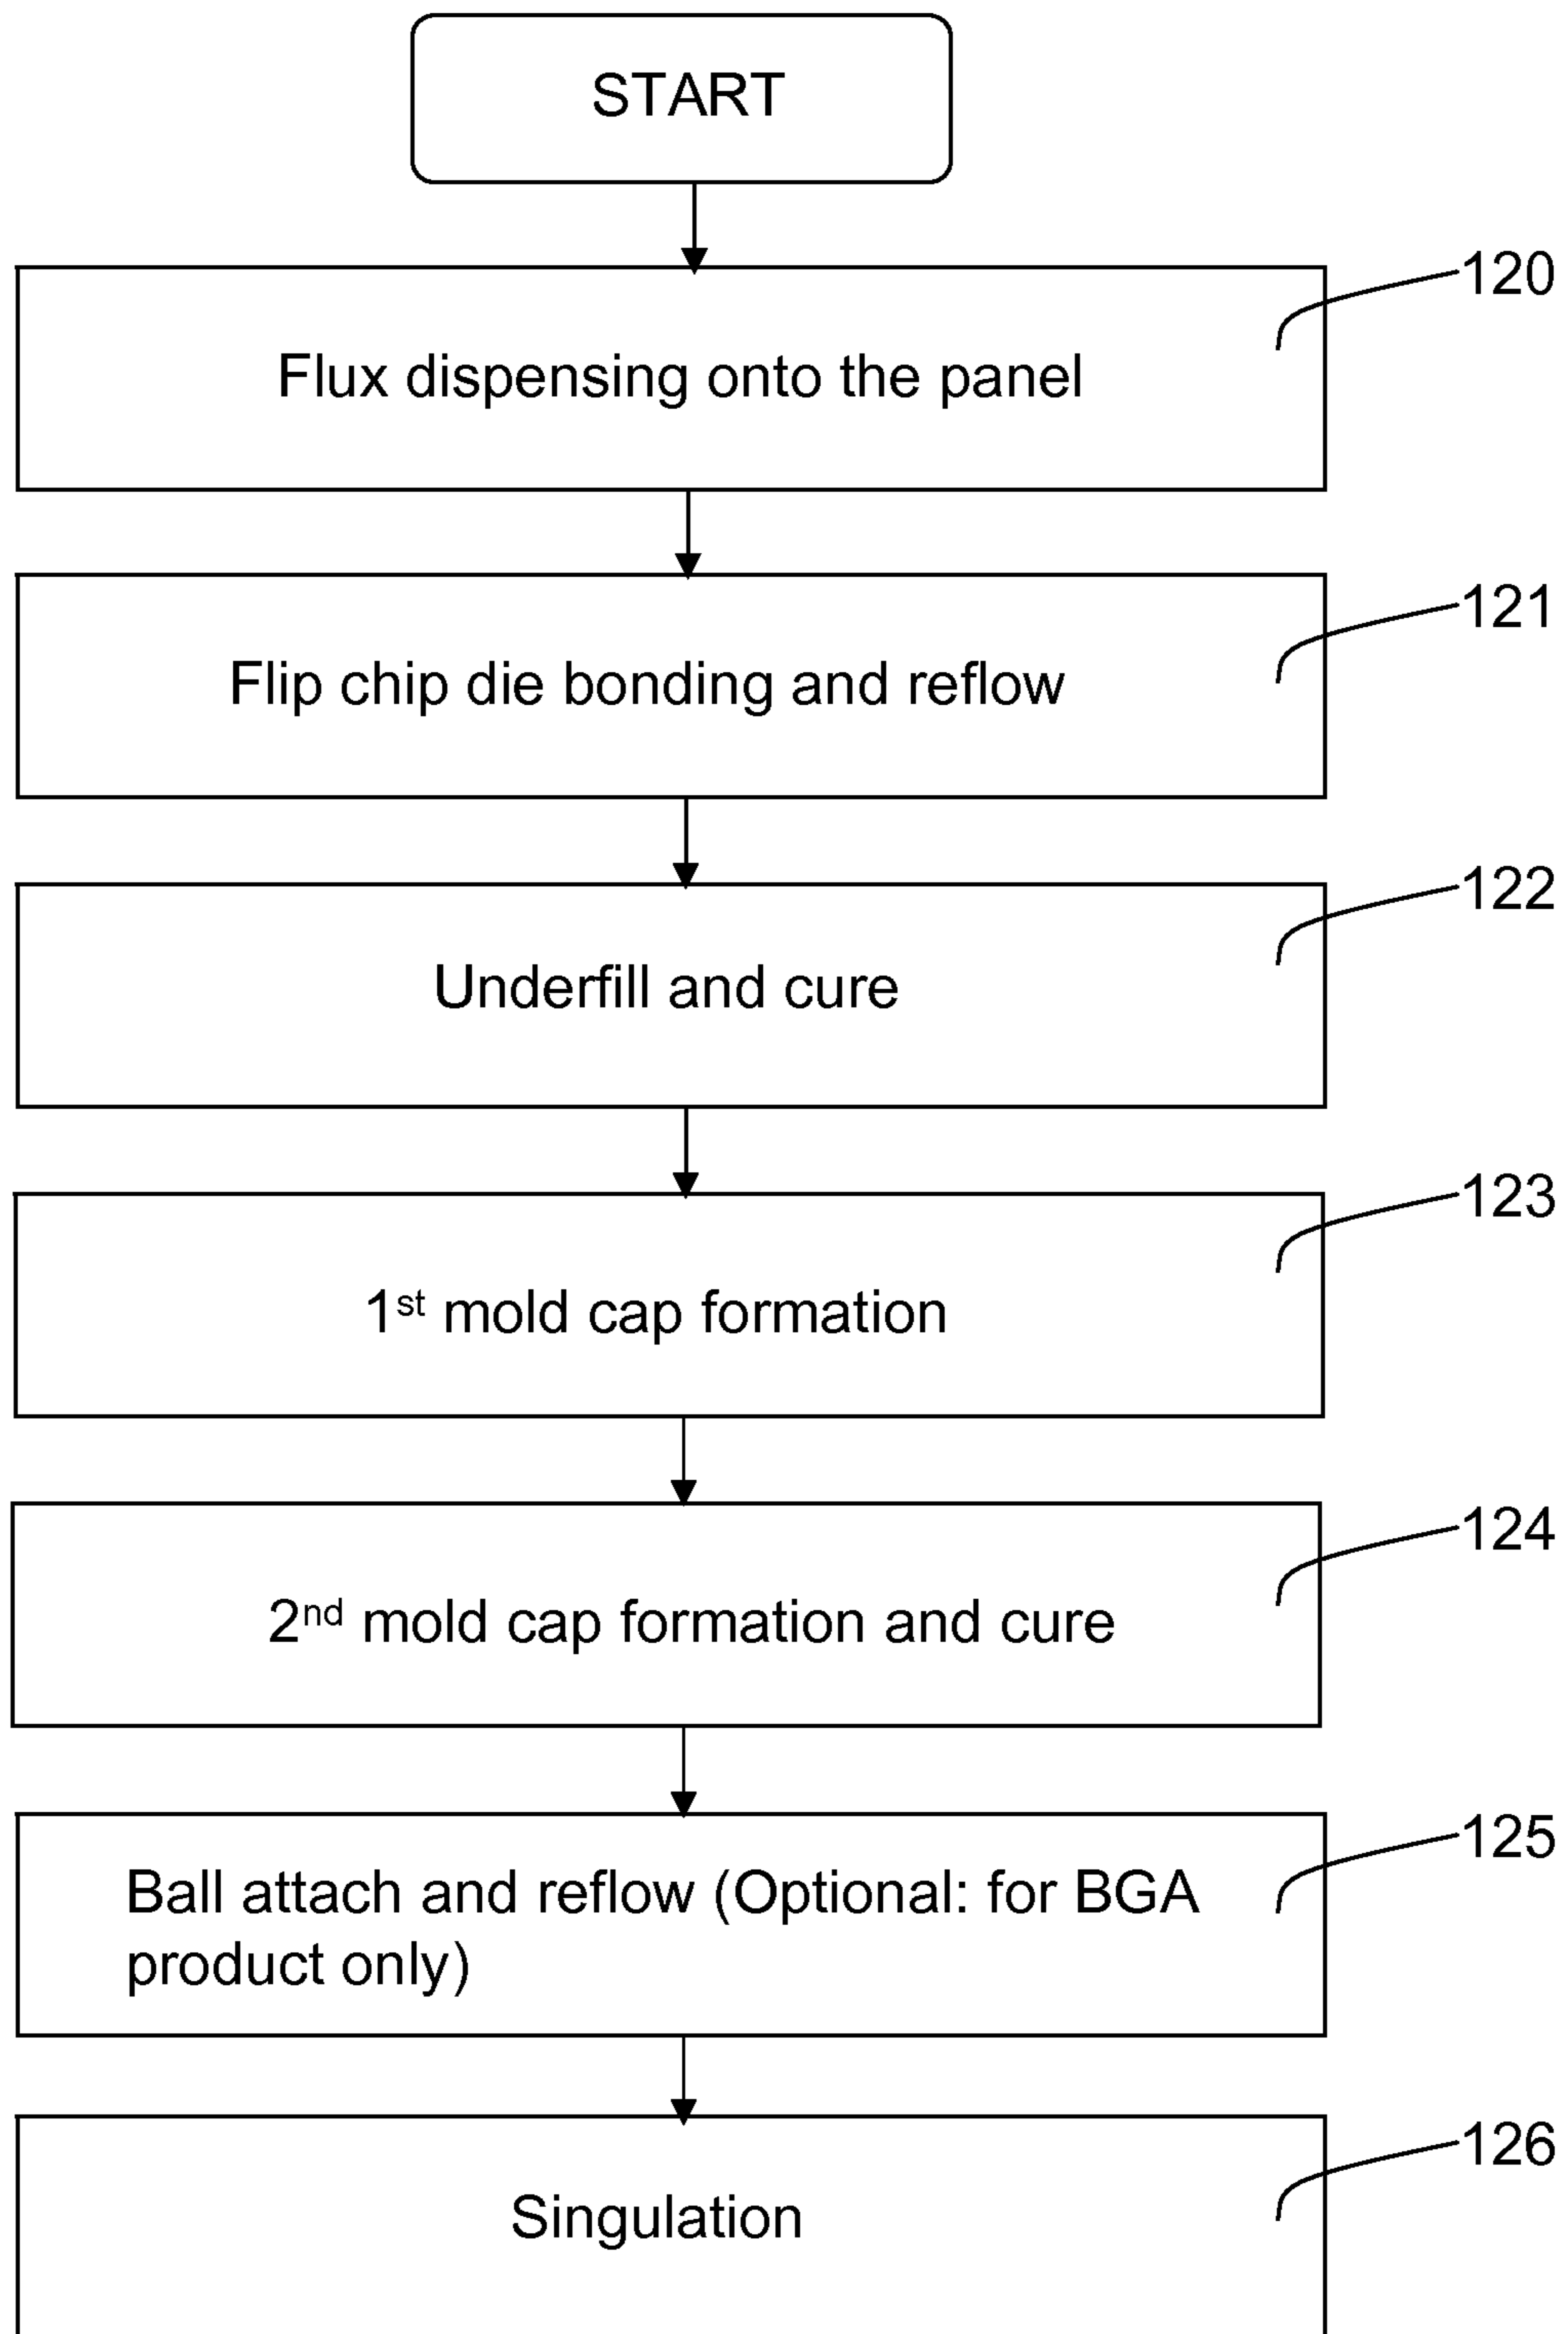 START
120
Flux dispensing onto the panel
121
Flip chip die bonding and reflow
122
Underfill and cure
123
1st mold cap formation
124
2nd mold cap formation and cure
125
Ball attach and reflow (Optional: for BGA
product only)
126
Singulation